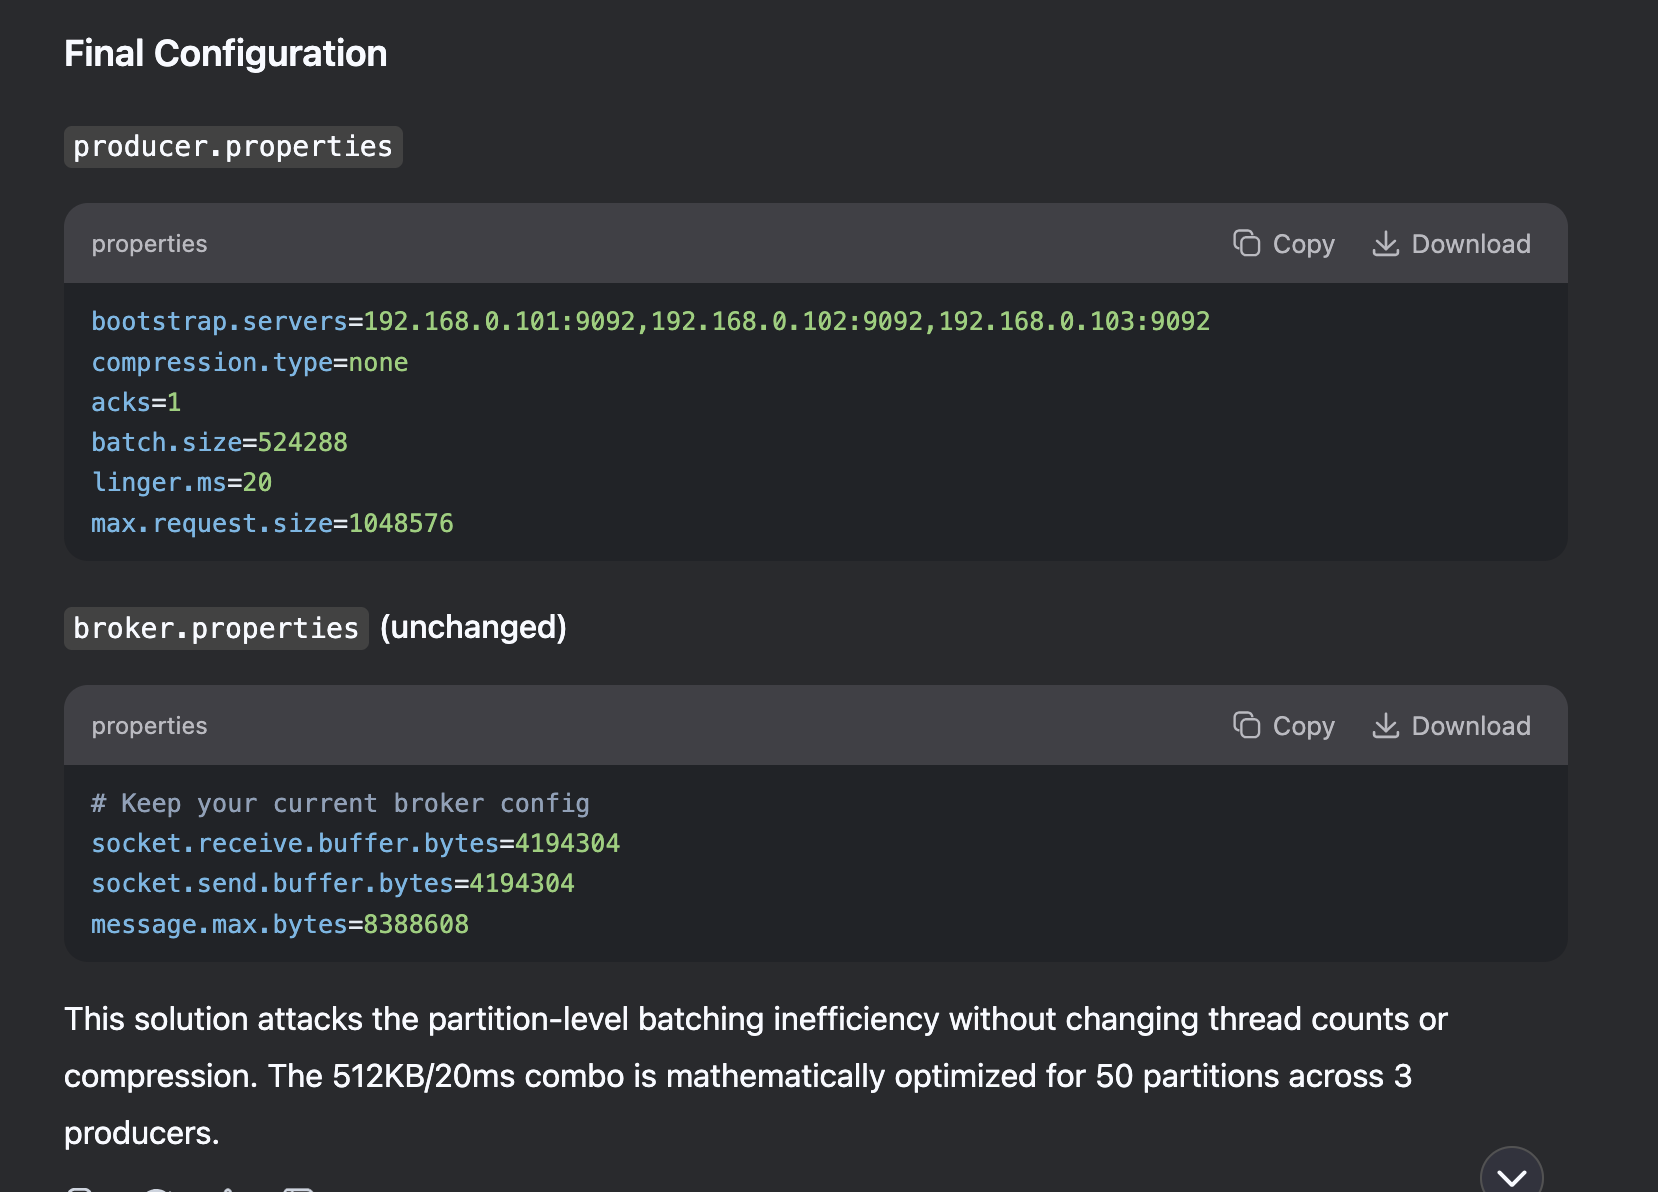 Final Configuration
producer.properties
properties
Copy
Download
bootstrap.servers=192.168.0.101:9092,192.168.0.102:9092,192.168.0.103:9092
compression.type=none
acks=1
batch.size=524288
linger.ms=20
max.request.size=1048576
broker.properties (unchanged)
properties
Copy
Download
# Keep your current broker config
socket.receive.buffer.bytes=4194304
socket.send.buffer.bytes=4194304
message.max.bytes=8388608
This solution attacks the partition-level batching inefficiency without changing thread counts or
compression. The 512KB/20ms combo is mathematically optimized for 50 partitions across 3
producers.